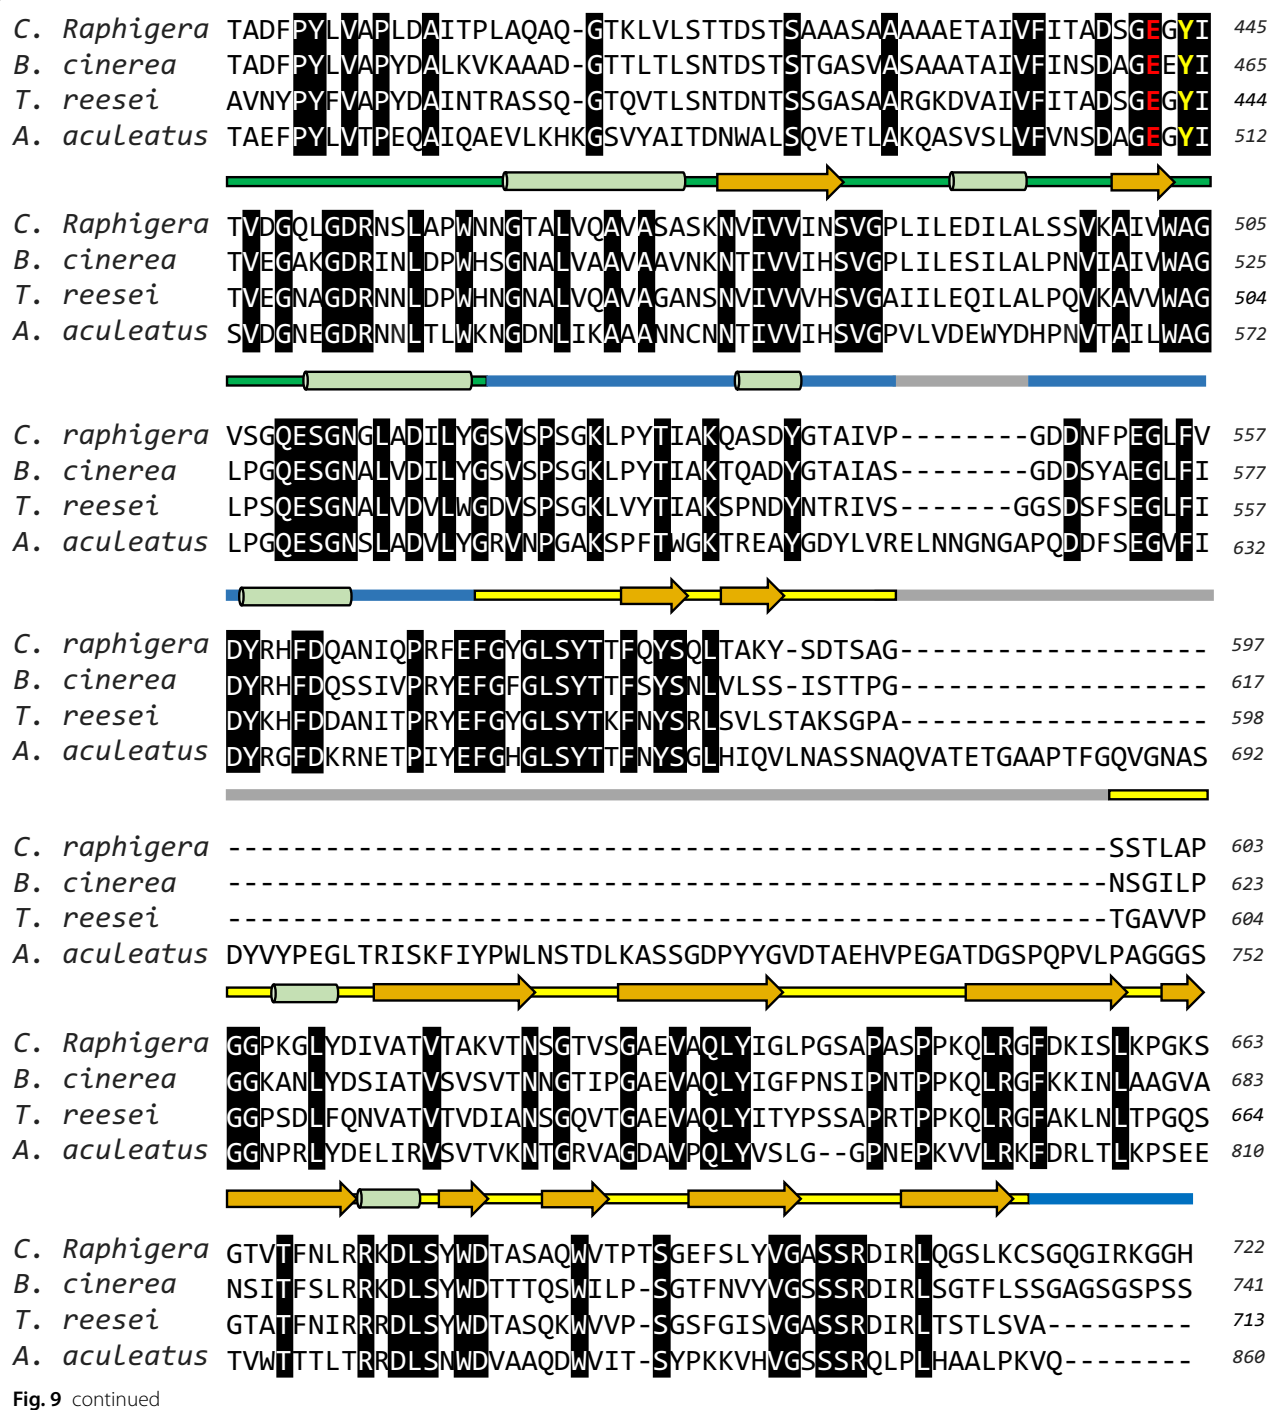 C. Raphigera TADFPYLVAPLDAITPLAQAQ-GTKLVLSTTDSTSAAASAAAAAETAIVFITADSGEGYI 445
B. cinerea TADFPYLVAPYDALKVKAAAD-GTTLTLSNTDSTSTGASVASAAATAIVFINSDAGEEYI 465
T. reesei AVNYPYFVAPYDAINTRASSQ-GTQVTLSNTDNTSSGASAARGKDVAIVFITADSGEGYI 444
A. aculeatus TAEFPYLVTPEQAIQAEVLKHKGSVYAITDNWALSQVETLAKQASVSLVFVNSDAGEGYI 512
C. Raphigera TVDGQLGDRNSLAPWNNGTALVQAVASASKNVIVVINSVGPLILEDILALSSVKAIVWAG 505
B. cinerea TVEGAKGDRINLDPWHSGNALVAAVAAVNKNTIVVIHSVGPLILESILALPNVIAIVWAG 525
T. reesei TVEGNAGDRNNLDPWHNGNALVQAVAGANSNVIVVVHSVGAIILEQILALPQVKAVVWAG 504
A. aculeatus SVDGNEGDRNNLTLWKNGDNLIKAAANNCNNTIVVIHSVGPVLVDEWYDHPNVTAILWAG 572
C. raphigera VSGQESGNGLADILYGSVSPSGKLPYTIAKQASDYGTAIVP--------GDDNFPEGLFV 557
B. cinerea LPGQESGNALVDILYGSVSPSGKLPYTIAKTQADYGTAIAS--------GDDSYAEGLFI 577
T. reesei LPSQESGNALVDVLWGDVSPSGKLVYTIAKSPNDYNTRIVS-------GGSDSFSEGLFI 557
A. aculeatus LPGQESGNSLADVLYGRVNPGAKSPFTWGKTREAYGDYLVRELNNGNGAPQDDFSEGVFI 632
C. raphigera DYRHFDQANIQPRFEFGYGLSYTTFQYSQLTAKY-SDTSAG------------------- 597
B. cinerea DYRHFDQSSIVPRYEFGFGLSYTTFSYSNLVLSS-ISTTPG------------------- 617
T. reesei DYKHFDDANITPRYEFGYGLSYTKFNYSRLSVLSTAKSGPA------------------- 598
A. aculeatus DYRGFDKRNETPIYEFGHGLSYTTFNYSGLHIQVLNASSNAQVATETGAAPTFGQVGNAS 692
C. raphigera ------------------------------------------------------SSTLAP 603
B. cinerea ------------------------------------------------------NSGILP 623
T. reesei ------------------------------------------------------TGAVVP 604
A. aculeatus DYVYPEGLTRISKFIYPWLNSTDLKASSGDPYYGVDTAEHVPEGATDGSPQPVLPAGGGS 752
C. Raphigera GGPKGLYDIVATVTAKVTNSGTVSGAEVAQLYIGLPGSAPASPPKQLRGFDKISLKPGKS 663
B. cinerea GGKANLYDSIATVSVSVTNNGTIPGAEVAQLYIGFPNSIPNTPPKQLRGFKKINLAAGVA 683
T. reesei GGPSDLFQNVATVTVDIANSGQVTGAEVAQLYITYPSSAPRTPPKQLRGFAKLNLTPGQS 664
A. aculeatus GGNPRLYDELIRVSVTVKNTGRVAGDAVPQLYVSLG--GPNEPKVVLRKFDRLTLKPSEE 810
C. Raphigera GTVTFNLRRKDLSYWDTASAQWVTPTSGEFSLYVGASSRDIRLQGSLKCSGQGIRKGGH 722
B. cinerea NSITFSLRRKDLSYWDTTTQSWILP-SGTFNVYVGSSSRDIRLSGTFLSSGAGSGSPSS 741
T. reesei GTATFNIRRRDLSYWDTASQKWVVP-SGSFGISVGASSRDIRLTSTLSVA--------- 713
A. aculeatus TVWTTTLTRRDLSNWDVAAQDWVIT-SYPKKVHVGSSSRQLPLHAALPKVQ-------- 860
Fig. 9 continued